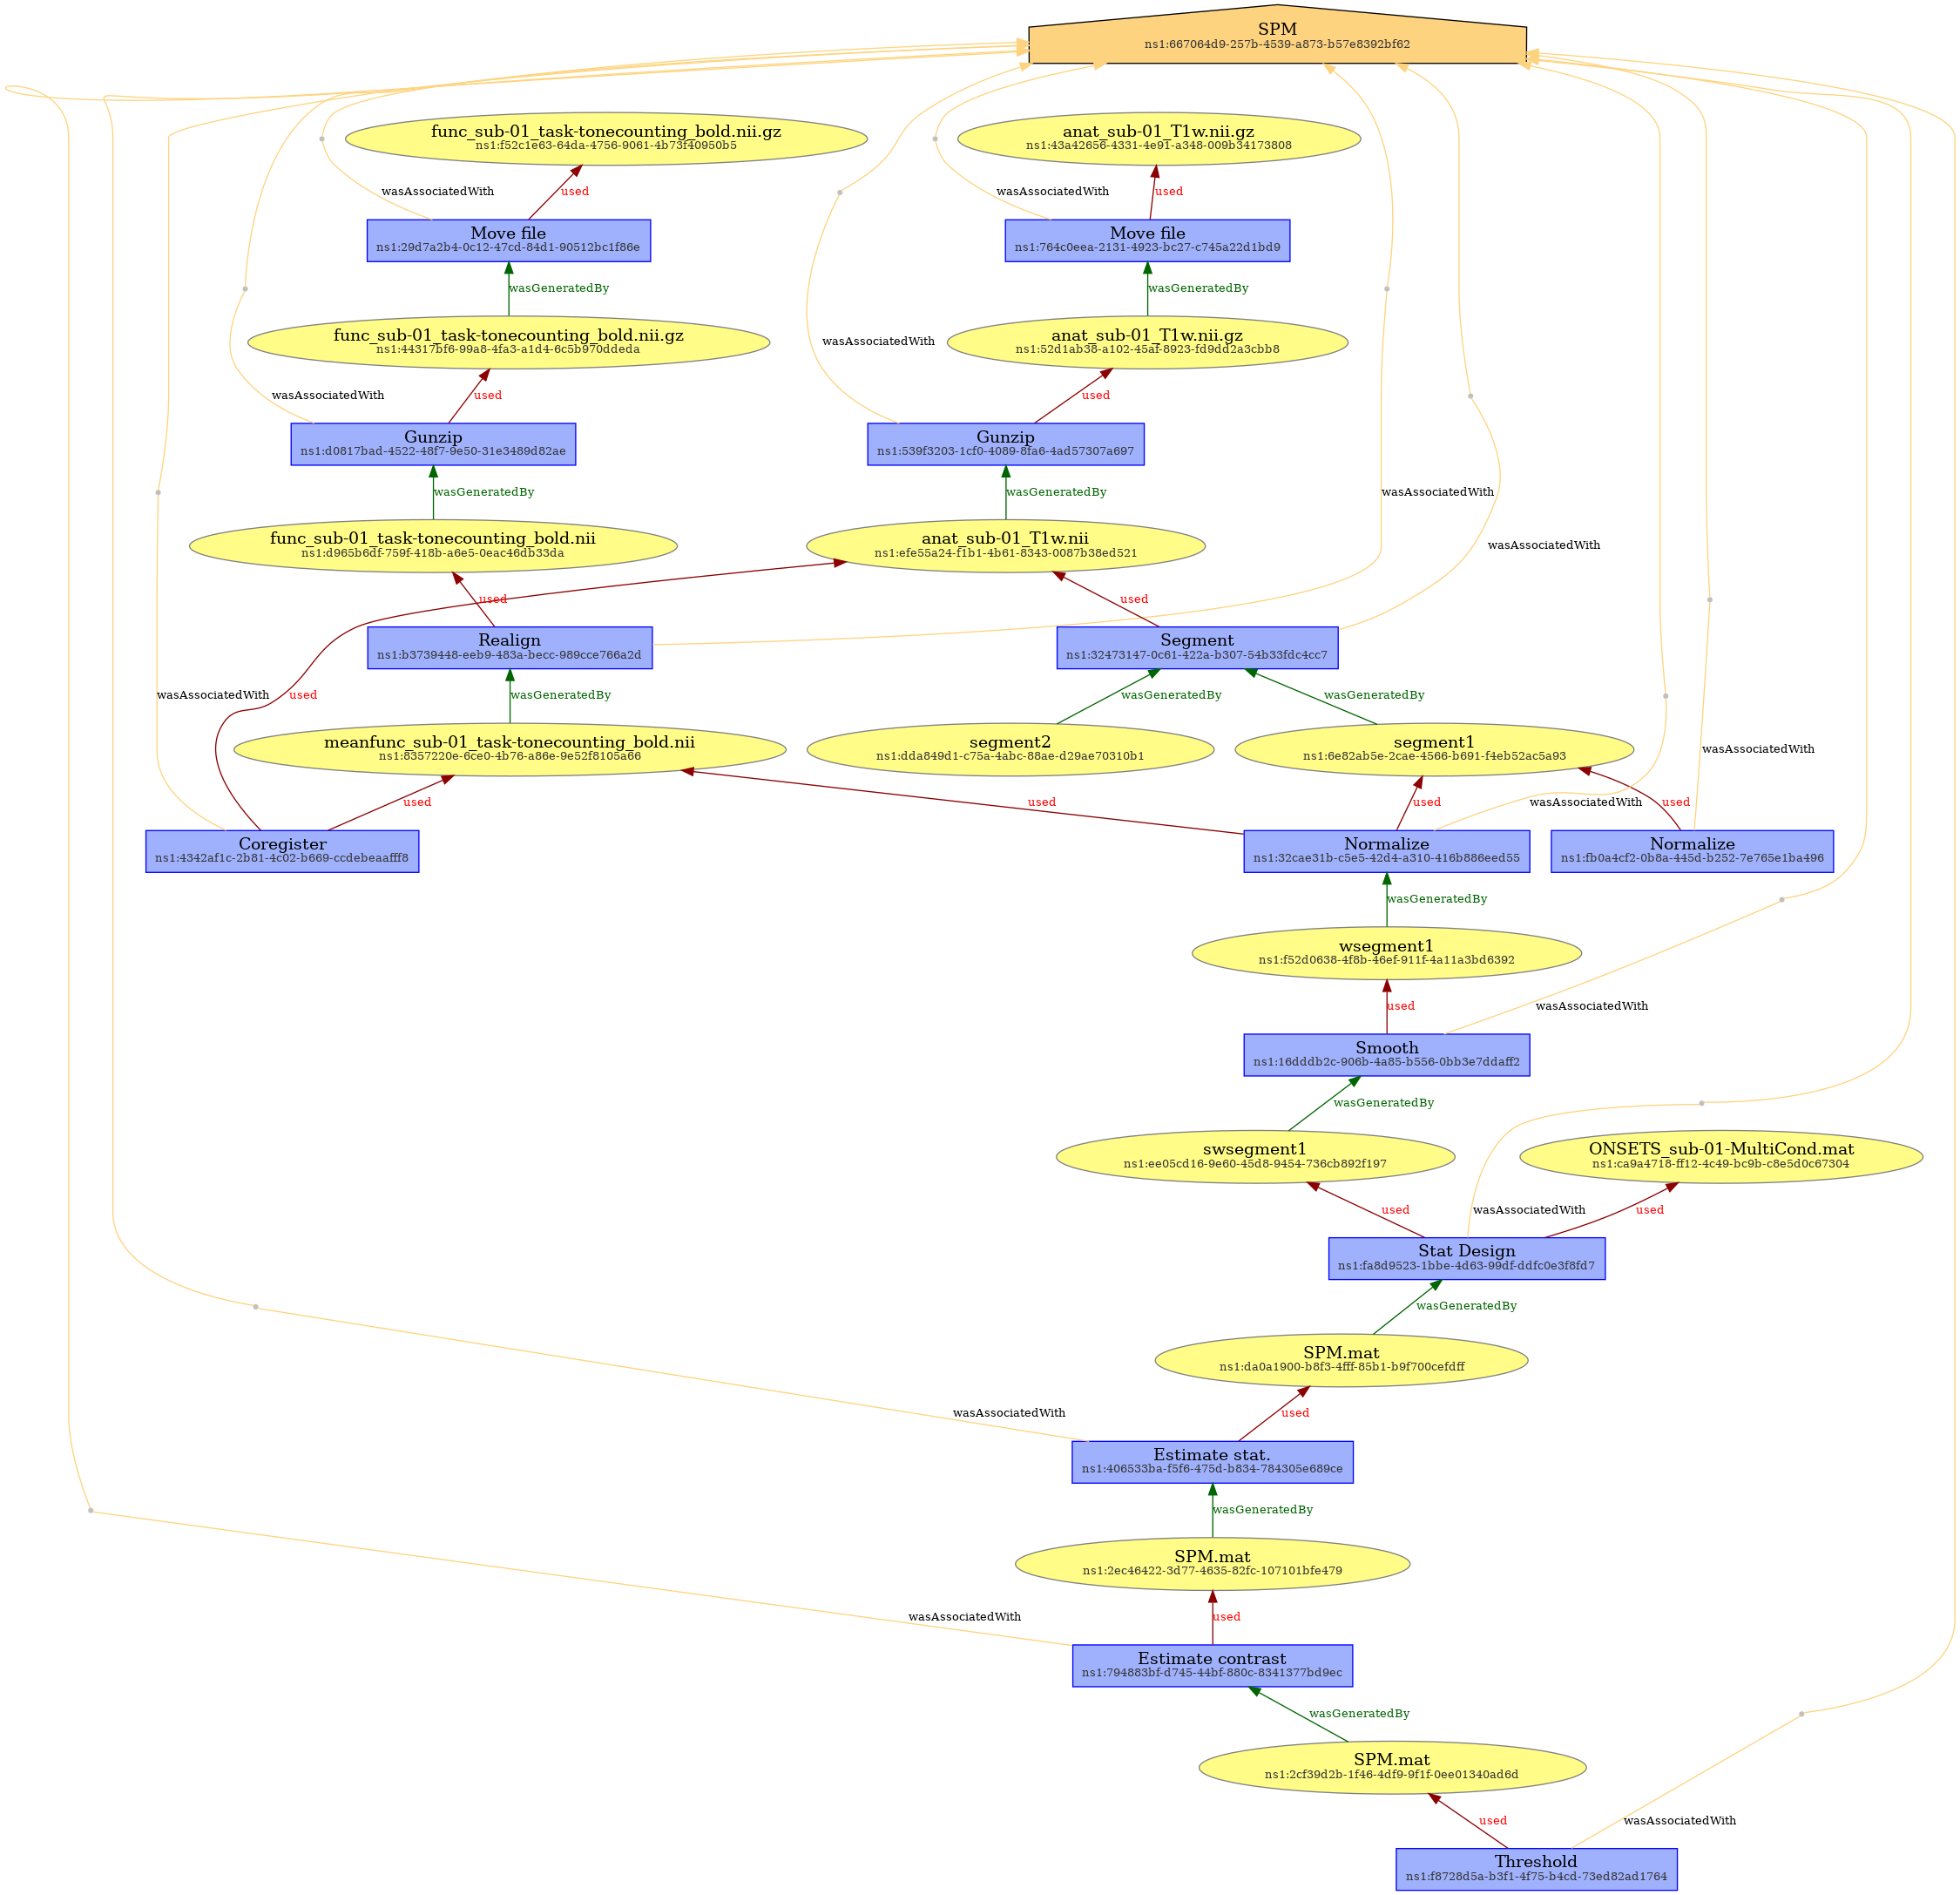 SPM
ns1:667064d9-257b-4539-a873-b57e8392bf62
func_sub-01_task-tonecounting_bold.nii.gz
ns1:f52c1e63-64da-4756-9061-4b73f40950b5
anat_sub-01_T1w.nii.gz
ns1:43a42656-4331-4e91-a348-009b34173808
wasAssociatedWith
used
wasAssociatedWith
used
Move file
ns1:29d7a2b4-0c12-47cd-84d1-90512bc1f86e
Move file
ns1:764c0eea-2131-4923-bc27-c745a22d1bd9
wasGeneratedBy
wasGeneratedBy
func_sub-01_task-tonecounting_bold.nii.gz
ns1:44317bf6-99a8-4fa3-a1d4-6c5b970ddeda
wasAssociatedWith
anat_sub-01_T1w.nii.gz
ns1:52d1ab38-a102-45af-8923-fd9dd2a3cbb8
wasAssociatedWith
used
used
Gunzip
ns1:d0817bad-4522-48f7-9e50-31e3489d82ae
Gunzip
ns1:539f3203-1cf0-4089-8fa6-4ad57307a697
wasGeneratedBy
wasGeneratedBy
wasAssociatedWith
func_sub-01_task-tonecounting_bold.nii
ns1:d965b6df-759f-418b-a6e5-0eac46db33da
anat_sub-01_T1w.nii
ns1:efe55a24-f1b1-4b61-8343-0087b38ed521
wasAssociatedWith
used
used
Realign
ns1:b3739448-eeb9-483a-becc-989cce766a2d
Segment
ns1:32473147-0c61-422a-b307-54b33fdc4cc7
wasAssociatedWith
used
wasGeneratedBy
wasGeneratedBy
wasGeneratedBy
meanfunc_sub-01_task-tonecounting_bold.nii
ns1:8357220e-6ce0-4b76-a86e-9e52f8105a66
segment2
ns1:dda849d1-c75a-4abc-88ae-d29ae70310b1
segment1
ns1:6e82ab5e-2cae-4566-b691-f4eb52ac5a93
wasAssociatedWith
used
used
used
wasAssociatedWith
used
Coregister
ns1:4342af1c-2b81-4c02-b669-ccdebeaafff8
Normalize
ns1:32cae31b-c5e5-42d4-a310-416b886eed55
Normalize
ns1:fb0a4cf2-0b8a-445d-b252-7e765e1ba496
wasGeneratedBy
wsegment1
ns1:f52d0638-4f8b-46ef-911f-4a11a3bd6392
used
wasAssociatedWith
Smooth
ns1:16dddb2c-906b-4a85-b556-0bb3e7ddaff2
wasGeneratedBy
swsegment1
ns1:ee05cd16-9e60-45d8-9454-736cb892f197
ONSETS_sub-01-MultiCond.mat
ns1:ca9a4718-ff12-4c49-bc9b-c8e5d0c67304
used
wasAssociatedWith
used
Stat Design
ns1:fa8d9523-1bbe-4d63-99df-ddfc0e3f8fd7
wasGeneratedBy
SPM.mat
ns1:da0a1900-b8f3-4fff-85b1-b9f700cefdff
wasAssociatedWith
used
Estimate stat.
ns1:406533ba-f5f6-475d-b834-784305e689ce
wasGeneratedBy
SPM.mat
ns1:2ec46422-3d77-4635-82fc-107101bfe479
wasAssociatedWith
used
Estimate contrast
ns1:794883bf-d745-44bf-880c-8341377bd9ec
wasGeneratedBy
SPM.mat
ns1:2cf39d2b-1f46-4df9-9f1f-0ee01340ad6d
used
wasAssociatedWith
Threshold
ns1:f8728d5a-b3f1-4f75-b4cd-73ed82ad1764